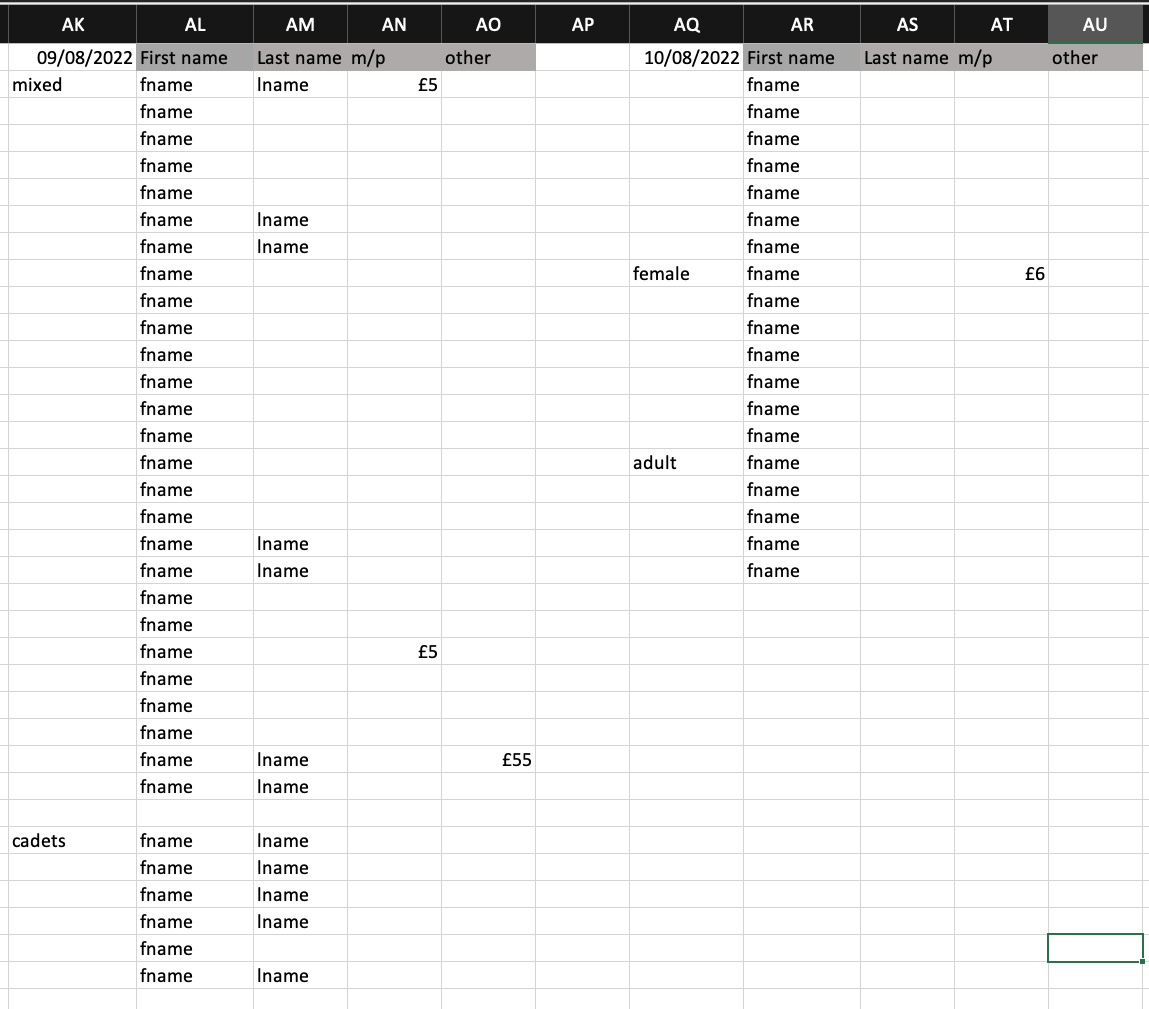 AK AL AM AN AO AP AQ AR AS AT AU
09/08/2022 First name Last name m/p other 10/08/2022 First name Last name m/p other
mixed fname lname £5 fname
fname fname
fname fname
fname fname
fname fname
fname lname fname
fname lname fname
fname female fname £6
fname fname
fname fname
fname fname
fname fname
fname fname
fname fname
fname adult fname
fname fname
fname fname
fname lname fname
fname lname fname
fname
fname
fname £5
fname
fname
fname
fname lname £55
fname lname
cadets fname lname
fname lname
fname lname
fname lname
fname
fname lname